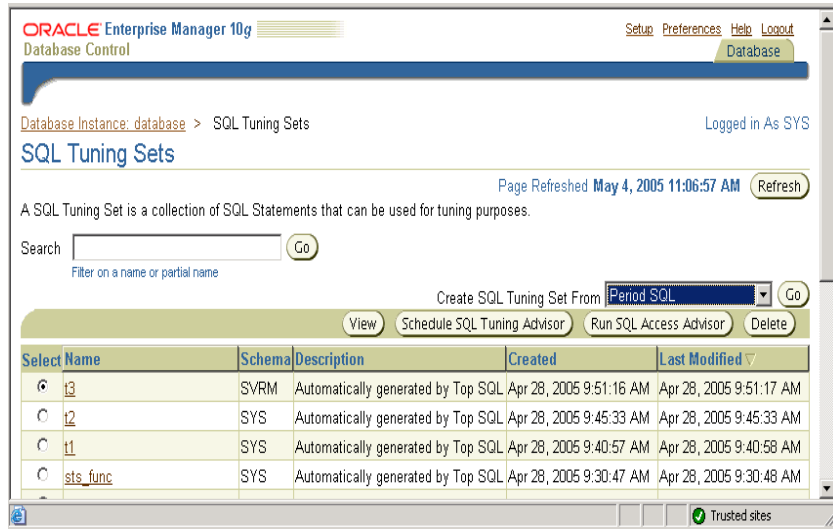 ORACLE Enterprise Manager 10g
Database Control
Setup Preferences Help Logout
Database
Database Instance: database > SQL Tuning Sets
Logged in As SYS
SQL Tuning Sets
Page Refreshed May 4, 2005 11:06:57 AM Refresh
A SQL Tuning Set is a collection of SQL Statements that can be used for tuning purposes.
Search Go
Filter on a name or partial name
Create SQL Tuning Set From Period SQL Go
View Schedule SQL Tuning Advisor Run SQL Access Advisor Delete
Select Name Schema Description Created Last Modified
t3 SVRM Automatically generated by Top SQL Apr 28, 2005 9:51:16 AM Apr 28, 2005 9:51:17 AM
t2 SYS Automatically generated by Top SQL Apr 28, 2005 9:45:33 AM Apr 28, 2005 9:45:33 AM
t1 SYS Automatically generated by Top SQL Apr 28, 2005 9:40:57 AM Apr 28, 2005 9:40:58 AM
sts_func SYS Automatically generated by Top SQL Apr 28, 2005 9:30:47 AM Apr 28, 2005 9:30:48 AM
Trusted sites